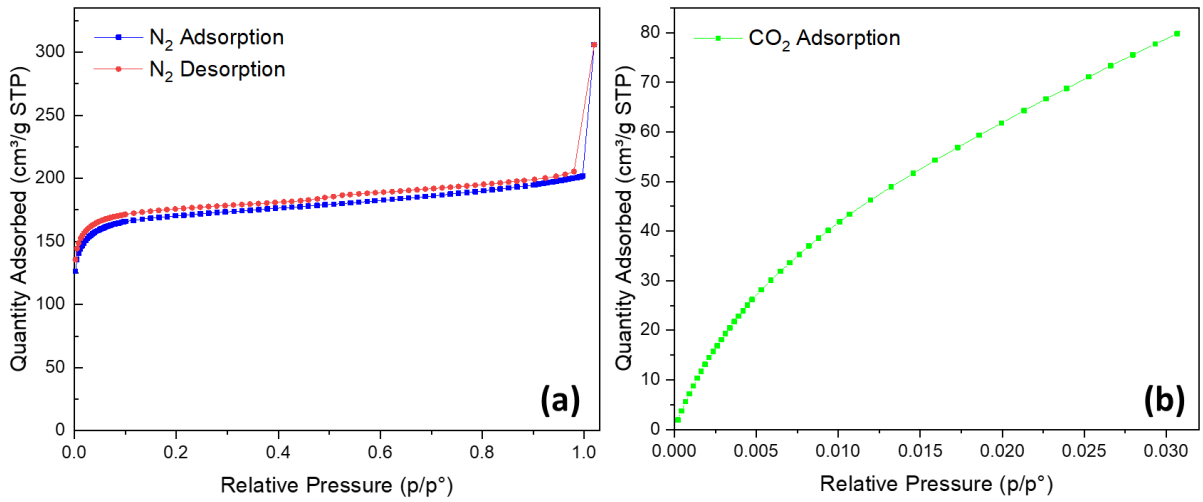 N₂ Adsorption
N₂ Desorption
Quantity Adsorbed (cm³/g STP)
300
250
200
150
100
50
0
0.0 0.2 0.4 0.6 0.8 1.0
Relative Pressure (p/p°)
(a)
CO₂ Adsorption
Quantity Adsorbed (cm³/g STP)
80
70
60
50
40
30
20
10
0
0.000 0.005 0.010 0.015 0.020 0.025 0.030
Relative Pressure (p/p°)
(b)